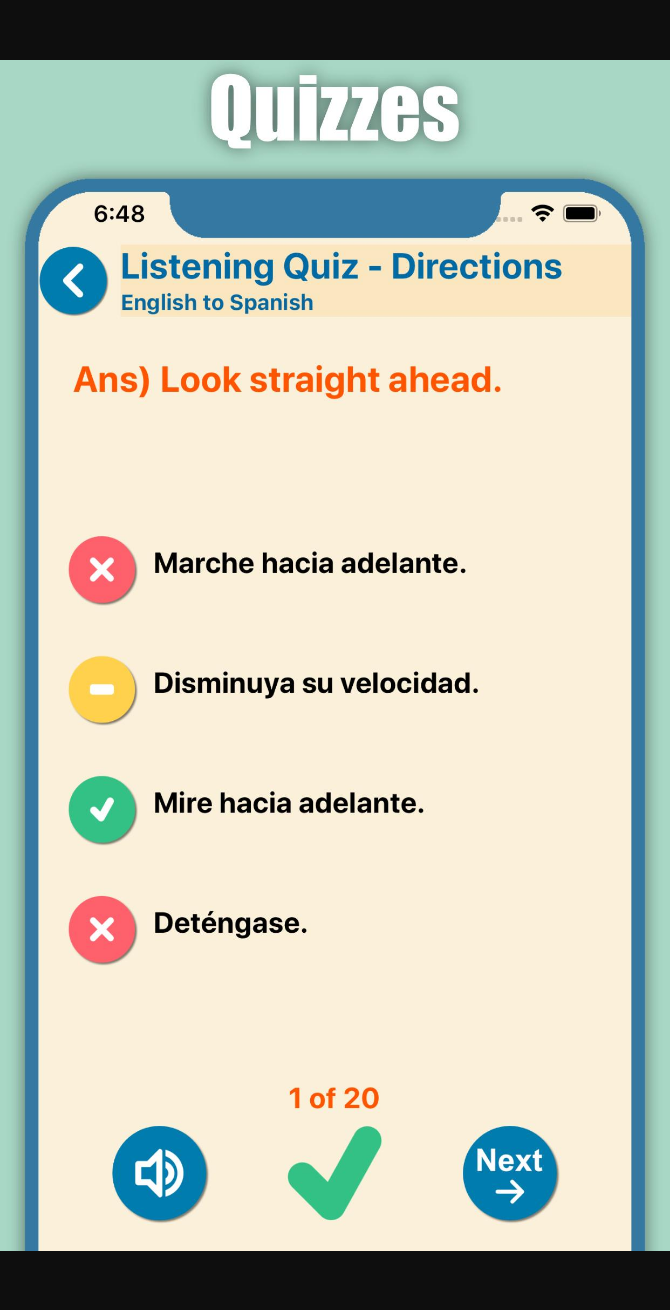 Quizzes
6:48
Listening Quiz - Directions
English to Spanish
Ans) Look straight ahead.
Marche hacia adelante.
Disminuya su velocidad.
Mire hacia adelante.
Deténgase.
1 of 20
Next